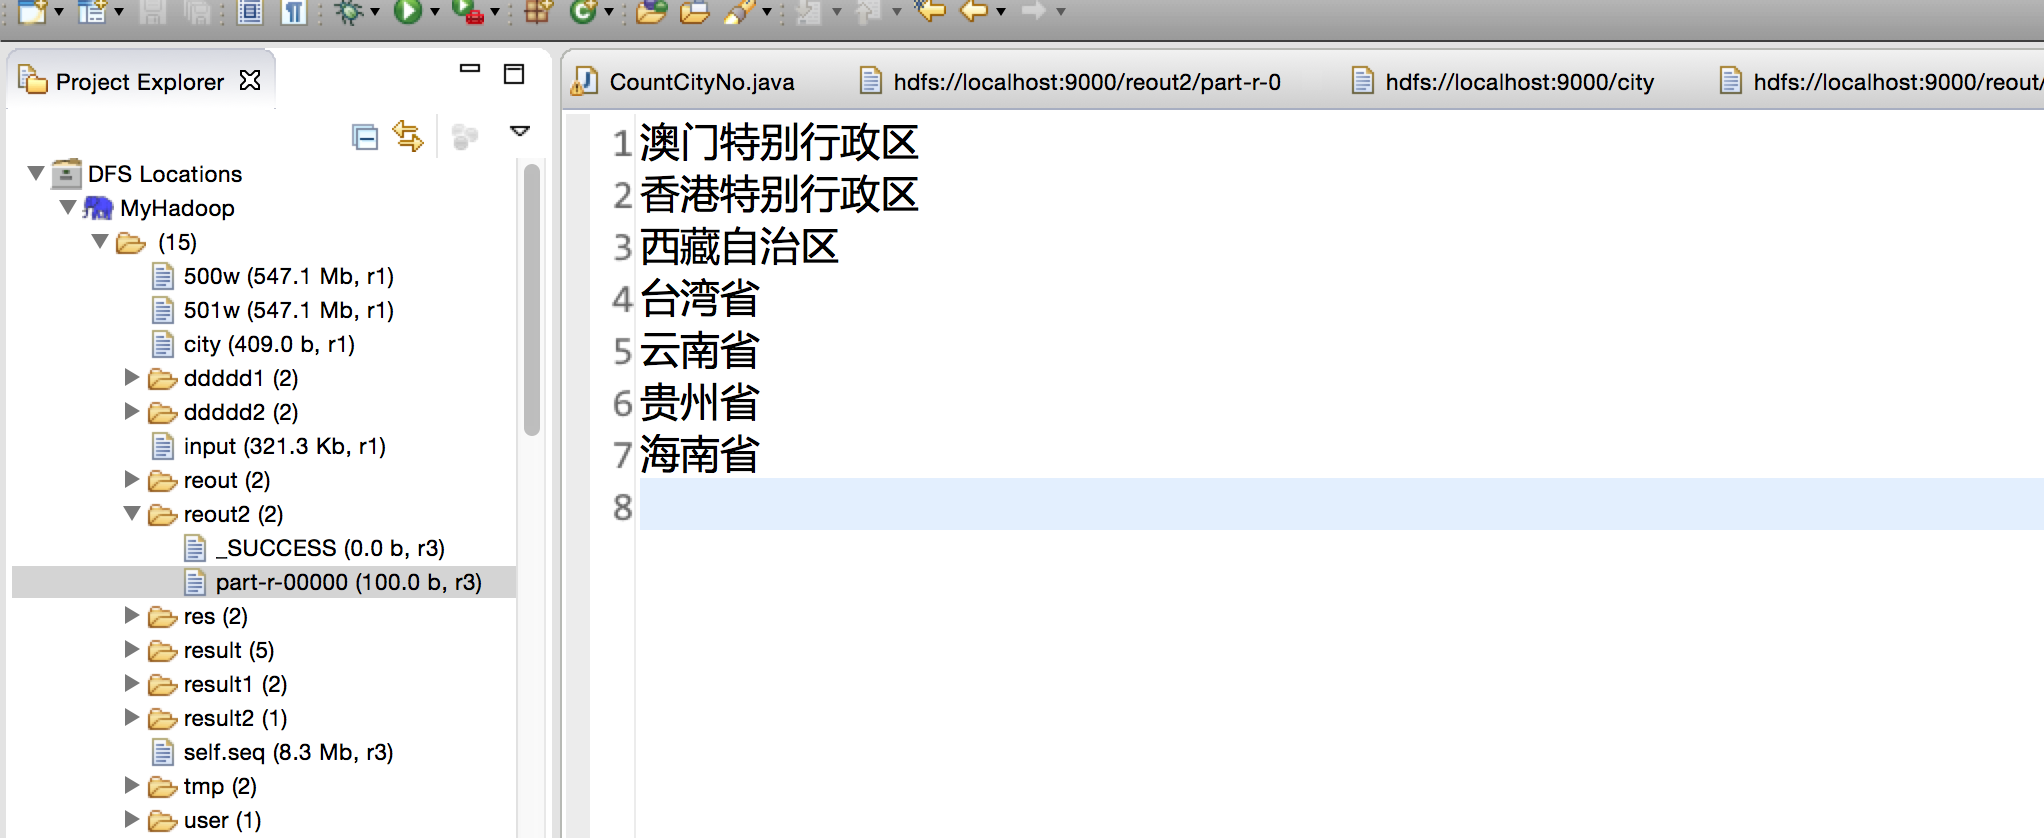 Project Explorer
DFS Locations
MyHadoop
(15)
500w (547.1 Mb, r1)
501w (547.1 Mb, r1)
city (409.0 b, r1)
ddddd1 (2)
ddddd2 (2)
input (321.3 Kb, r1)
reout (2)
reout2 (2)
_SUCCESS (0.0 b, r3)
part-r-00000 (100.0 b, r3)
res (2)
result (5)
result1 (2)
result2 (1)
self.seq (8.3 Mb, r3)
tmp (2)
user (1)
CountCityNo.java hdfs://localhost:9000/reout2/part-r-0 hdfs://localhost:9000/city hdfs://localhost:9000/reout/
1 澳门特别行政区
2 香港特别行政区
3 西藏自治区
4 台湾省
5 云南省
6 贵州省
7 海南省
8